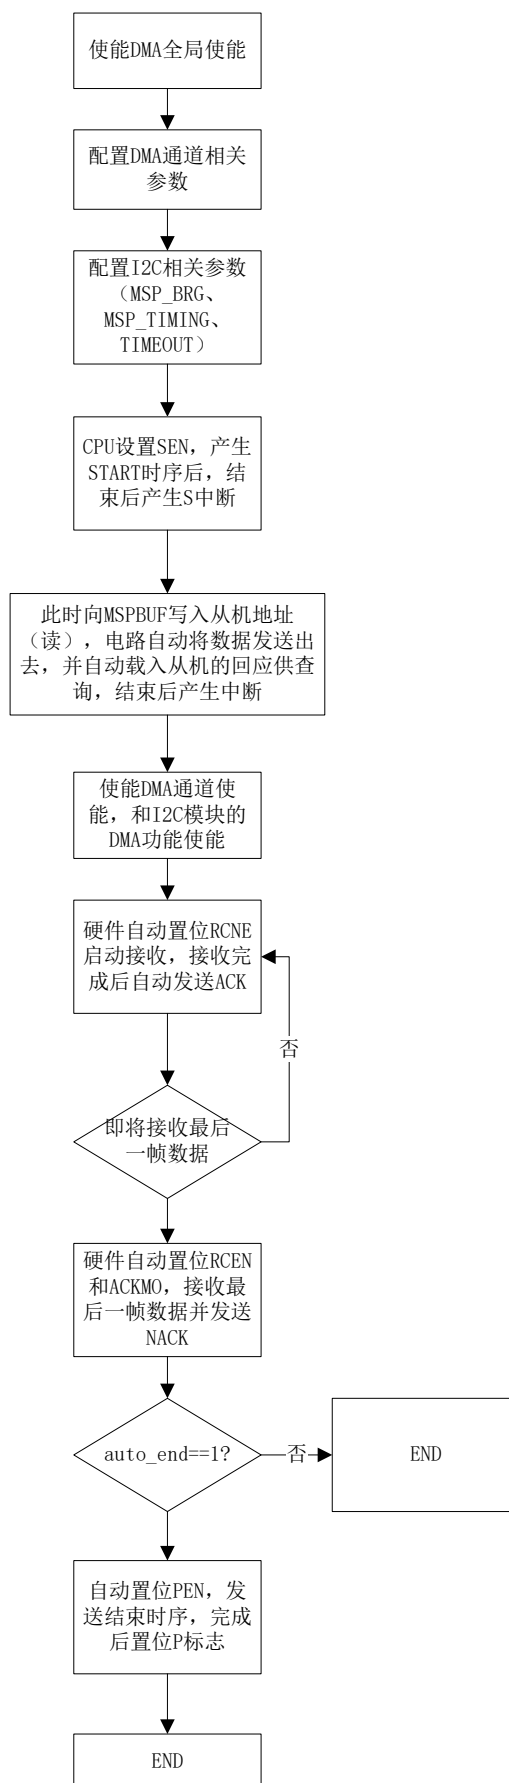 使能DMA全局使能
配置DMA通道相关
参数
配置I2C相关参数
（MSP_BRG、
MSP_TIMING、
TIMEOUT）
CPU设置SEN，产生
START时序后，结
束后产生S中断
此时向MSPBUF写入从机地址
（读），电路自动将数据发送出
去，并自动载入从机的回应供查
询，结束后产生中断
使能DMA通道使
能，和I2C模块的
DMA功能使能
硬件自动置位RCNE
启动接收，接收完
成后自动发送ACK
否
即将接收最后
一帧数据
硬件自动置位RCEN
和ACKMO，接收最
后一帧数据并发送
NACK
auto_end==1?
否
END
自动置位PEN，发
送结束时序，完成
后置位P标志
END